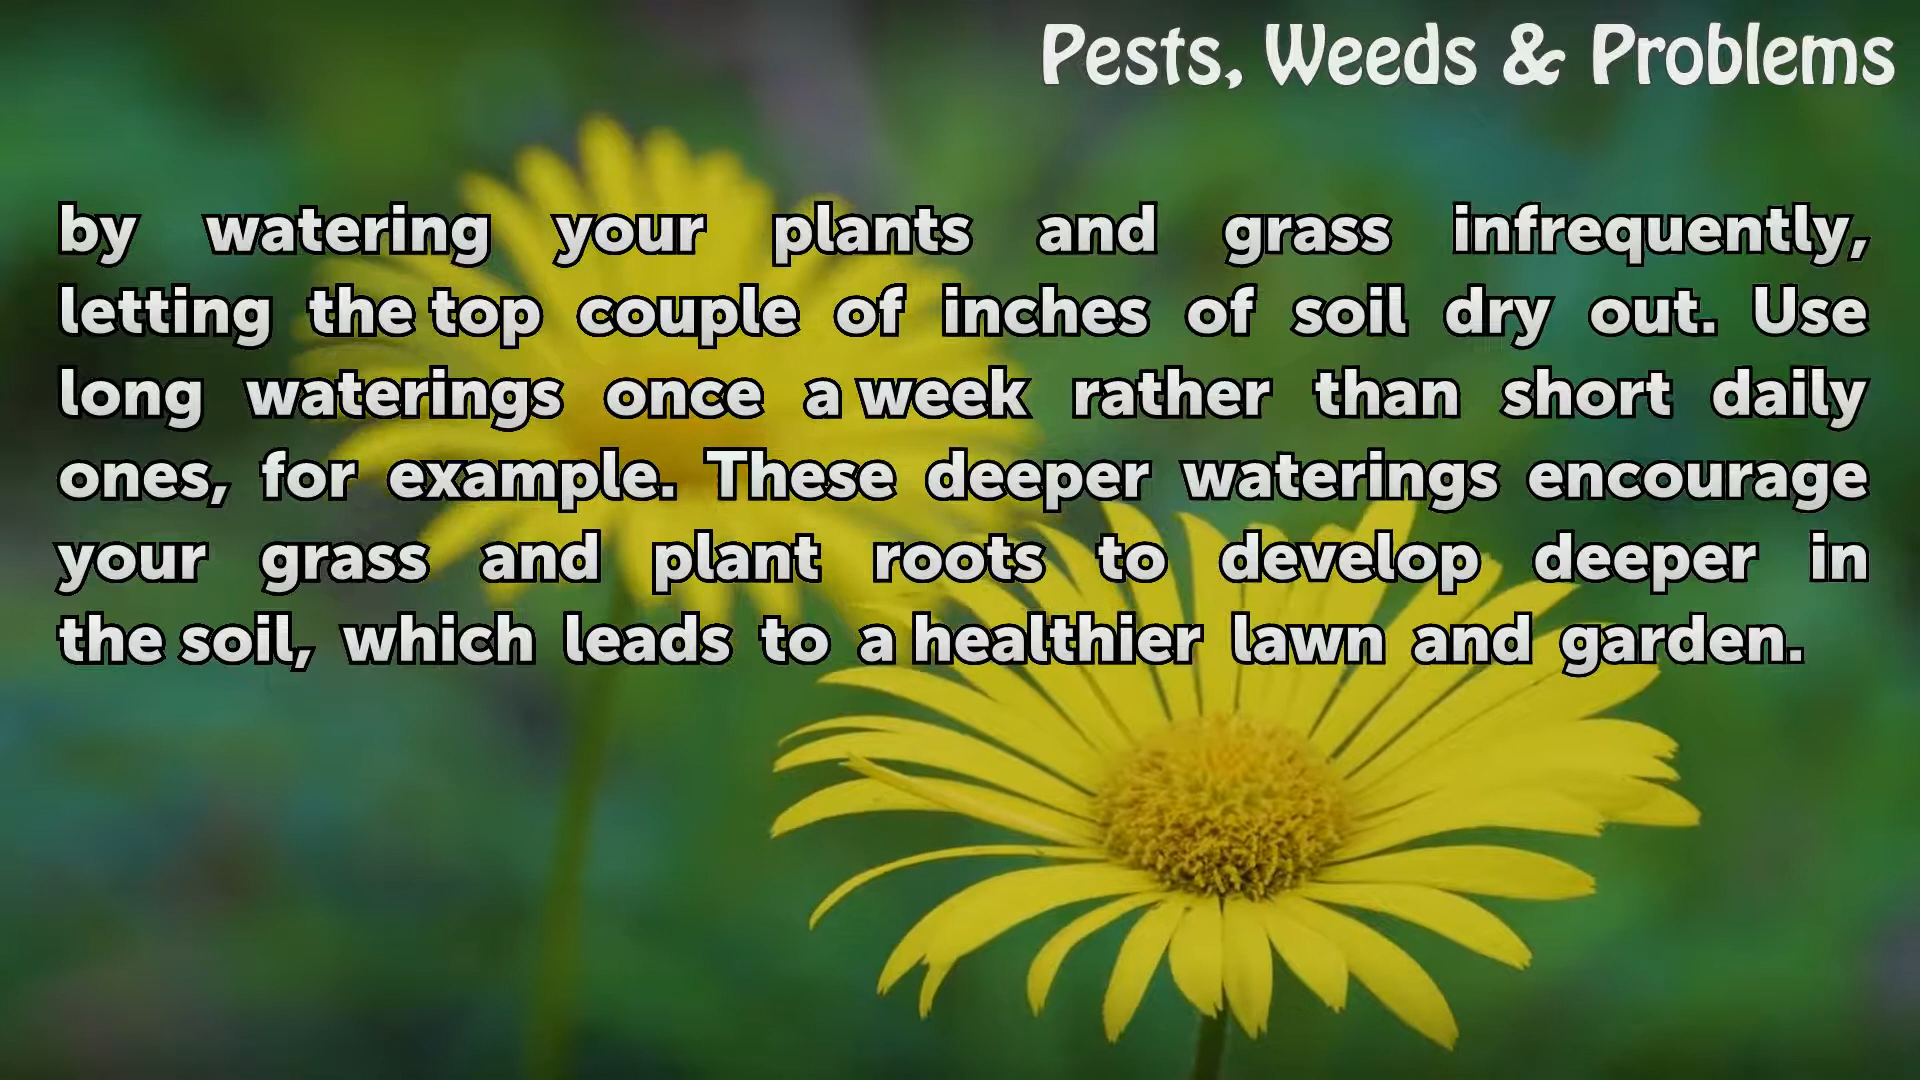 Pests, Weeds & Problems
by watering your plants and grass infrequently,
letting the top couple of inches of soil dry out. Use
long waterings once a week rather than short daily
ones, for example. These deeper waterings encourage
your grass and plant roots to develop deeper in
the soil, which leads to a healthier lawn and garden.